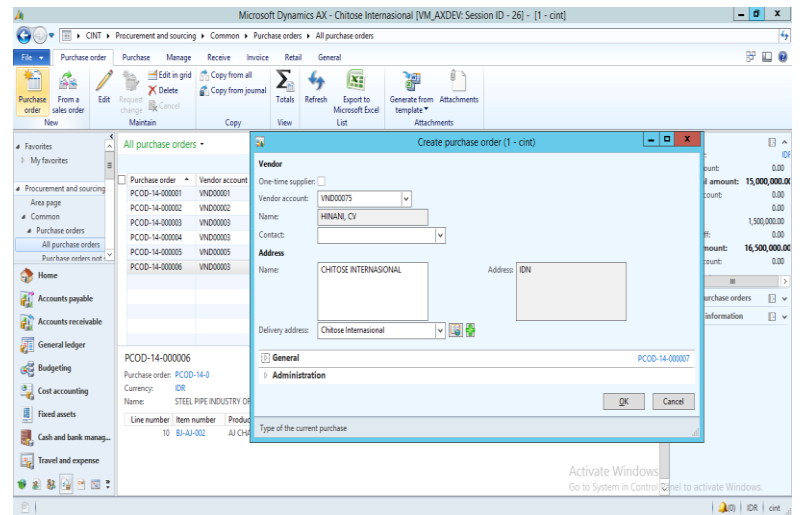 Microsoft Dynamics AX - Chitose Internasional [VM_AXDEV: Session ID - 26] - [1 - cint]
CINT Procurement and sourcing Common Purchase orders All purchase orders
File Purchase order Purchase Manage Receive Invoice Retail General
Purchase order
From a sales order
Edit
Request change
Edit in grid
Delete
Cancel
Copy from all
Copy from journal
Totals
Refresh
Export to Microsoft Excel
Generate from template
Attachments
New Maintain Copy View List Attachments
Favorites
My favorites
Procurement and sourcing
Area page
Common
Purchase orders
All purchase orders
Purchase orders not
Home
Accounts payable
Accounts receivable
General ledger
Budgeting
Cost accounting
Fixed assets
Cash and bank manag...
Travel and expense
All purchase orders
Purchase order Vendor account
PCOD-14-000001 VND00001
PCOD-14-000002 VND00002
PCOD-14-000003 VND00003
PCOD-14-000004 VND00003
PCOD-14-000005 VND00005
PCOD-14-000006 VND00003
PCOD-14-000006
Purchase order: PCOD-14-0
Currency: IDR
Name: STEEL PIPE INDUSTRY OF
Line number Item number Produc
10 BJ-AJ-002 AJ CHA
Create purchase order (1 - cint)
Vendor
One-time supplier:
Vendor account: VND00075
Name: HINANI, CV
Contact:
Address
Name: CHITOSE INTERNASIONAL
Address: IDN
Delivery address: Chitose Internasional
General PCOD-14-000007
Administration
OK Cancel
Type of the current purchase
: IDR
ount: 0.00
l amount: 15,000,000.00
count: 0.00
0.00
1,500,000.00
ff: 0.00
mount: 16,500,000.00
count: 0.00
urchase orders
information
Activate Windows
Go to System in Control Panel to activate Windows.
(0) IDR cint